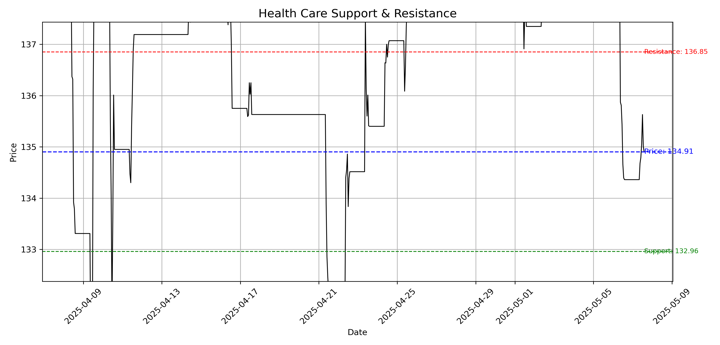 Health Care Support & Resistance
Price
137
136
135
134
133
Resistance: 136.85
Price: 134.91
Support: 132.96
2025-04-09
2025-04-13
2025-04-17
2025-04-21
2025-04-25
2025-04-29
2025-05-01
2025-05-05
2025-05-09
Date